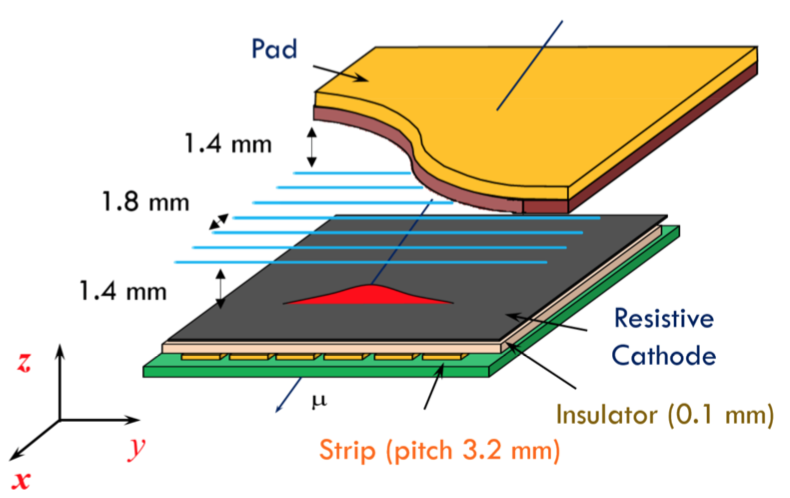 Pad
1.4 mm
1.8 mm
1.4 mm
Resistive
Cathode
Insulator (0.1 mm)
Strip (pitch 3.2 mm)
μ
z
y
x